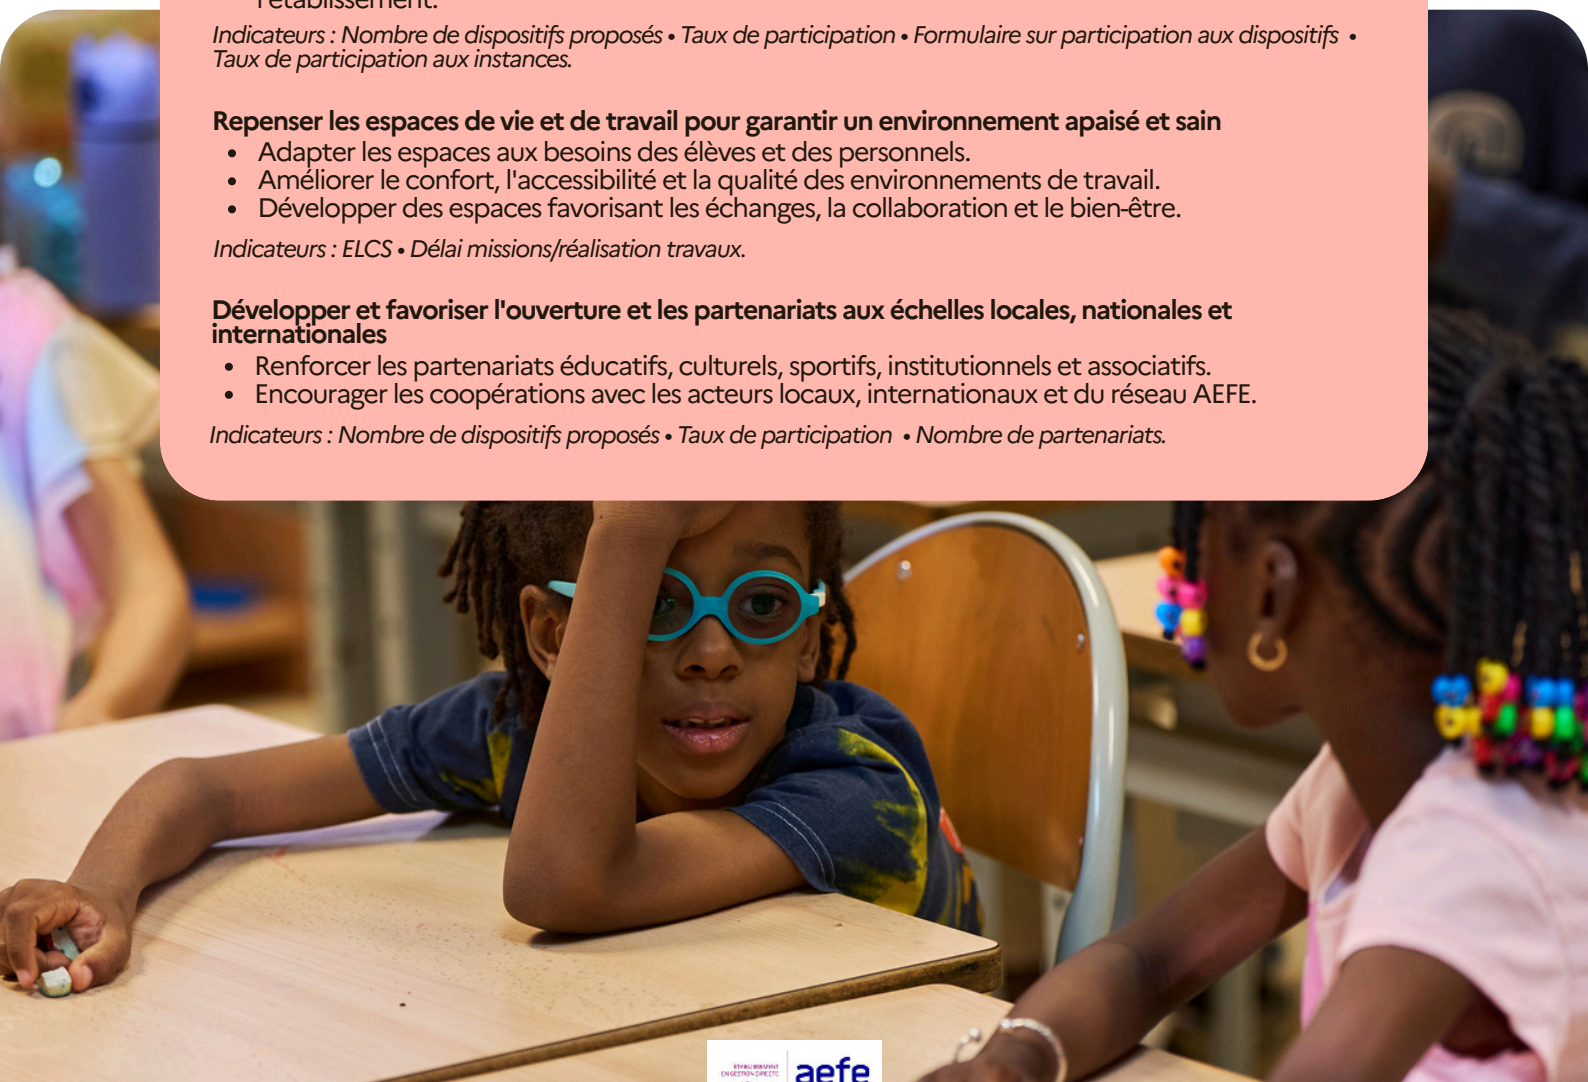 l'établissement.
Indicateurs : Nombre de dispositifs proposés • Taux de participation • Formulaire sur participation aux dispositifs •
Taux de participation aux instances.
Repenser les espaces de vie et de travail pour garantir un environnement apaisé et sain
• Adapter les espaces aux besoins des élèves et des personnels.
• Améliorer le confort, l'accessibilité et la qualité des environnements de travail.
• Développer des espaces favorisant les échanges, la collaboration et le bien-être.
Indicateurs : ELCS • Délai missions/réalisation travaux.
Développer et favoriser l'ouverture et les partenariats aux échelles locales, nationales et
internationales
• Renforcer les partenariats éducatifs, culturels, sportifs, institutionnels et associatifs.
• Encourager les coopérations avec les acteurs locaux, internationaux et du réseau AEFE.
Indicateurs : Nombre de dispositifs proposés • Taux de participation • Nombre de partenariats.
ÉTABLISSEMENT
EN GESTION DIRECTE
aefe